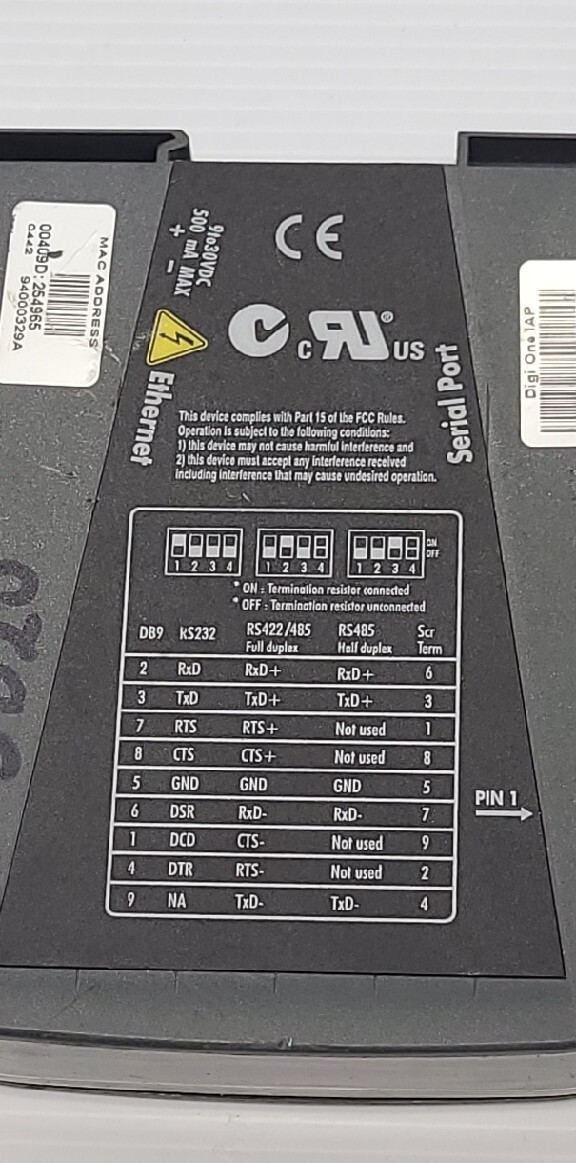 MAC ADDRESS
00409D:254965
0442 94000329A
9to30VDC
500 mA MAX
+ -
CE
c US
Ethernet
Serial Port
Digi One IAP
This device complies with Part 15 of the FCC Rules.
Operation is subject to the following conditions:
1) this device may not cause harmful interference and
2) this device must accept any interference received
including interference that may cause undesired operation.
1 2 3 4 1 2 3 4 1 2 3 4 ON OFF
* ON : Termination resistor connected
* OFF : Termination resistor unconnected
DB9 RS232 RS422/485 Full duplex RS485 Half duplex Scr Term
2 RxD RxD+ RxD+ 6
3 TxD TxD+ TxD+ 3
7 RTS RTS+ Not used 1
8 CTS CTS+ Not used 8
5 GND GND GND 5
6 DSR RxD- RxD- 7
1 DCD CTS- Not used 9
4 DTR RTS- Not used 2
9 NA TxD- TxD- 4
PIN 1